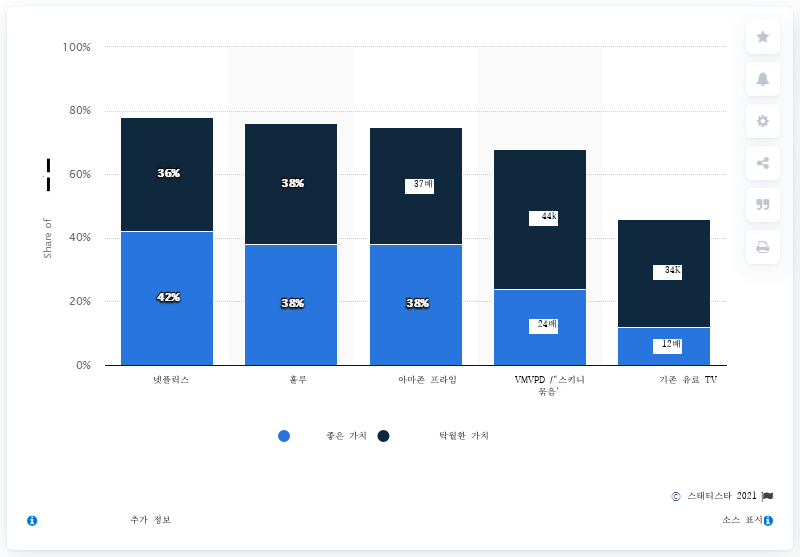 100%
80%
60%
40%
20%
0%
Share of
36%
38%
37배
44k
34K
42%
38%
38%
24배
12배
넷플릭스
훌루
아마존 프라임
VMVPD /"스키니
묶음'
기존 유료 TV
좋은 가치
탁월한 가치
© 스태티스타 2021
추가 정보
소스 표시